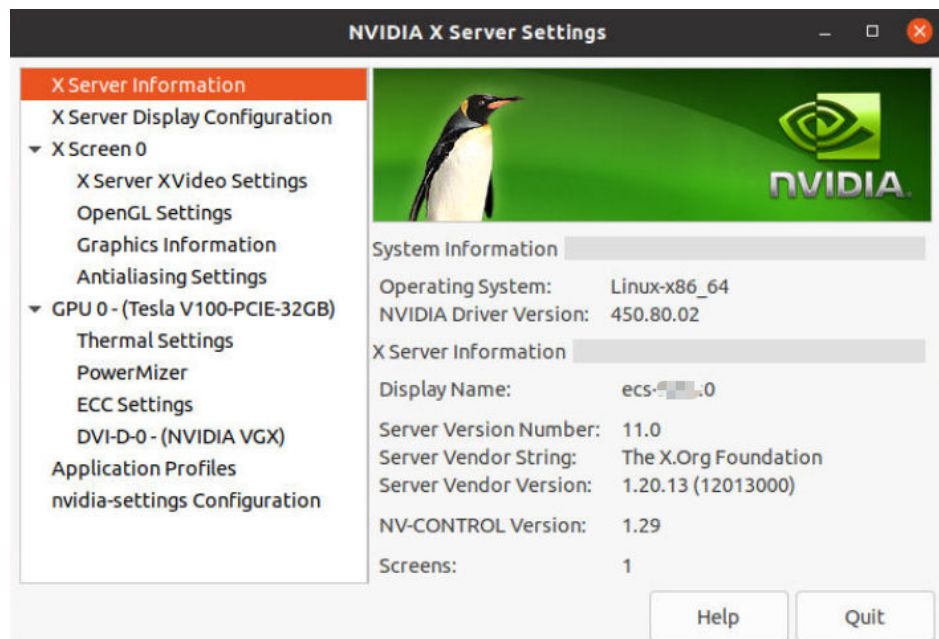 NVIDIA X Server Settings
X Server Information
X Server Display Configuration
X Screen 0
X Server XVideo Settings
OpenGL Settings
Graphics Information
Antialiasing Settings
GPU 0 - (Tesla V100-PCIE-32GB)
Thermal Settings
PowerMizer
ECC Settings
DVI-D-0 - (NVIDIA VGX)
Application Profiles
nvidia-settings Configuration
NVIDIA.
System Information
Operating System: Linux-x86_64
NVIDIA Driver Version: 450.80.02
X Server Information
Display Name: ecs- :0
Server Version Number: 11.0
Server Vendor String: The X.Org Foundation
Server Vendor Version: 1.20.13 (12013000)
NV-CONTROL Version: 1.29
Screens: 1
Help Quit